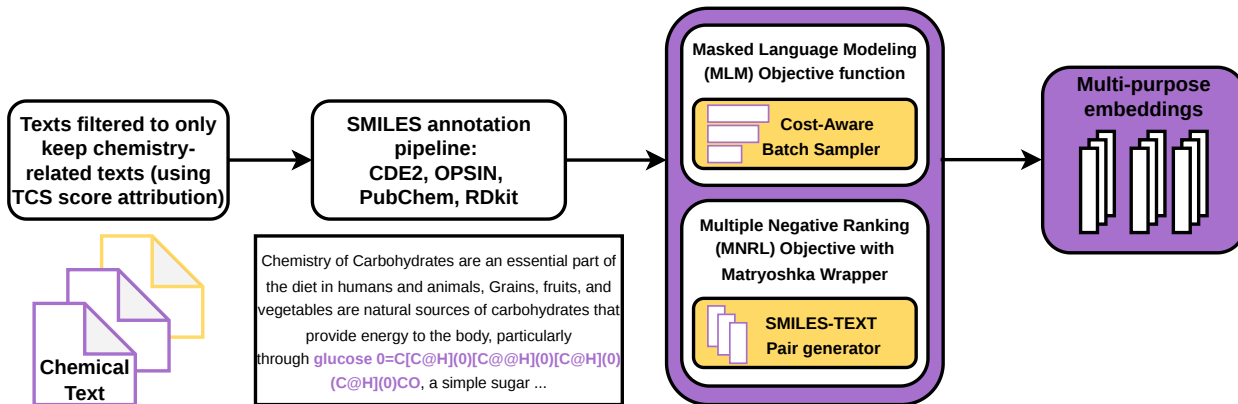 Texts filtered to only
keep chemistry-
related texts (using
TCS score attribution)
Chemical
Text
SMILES annotation
pipeline:
CDE2, OPSIN,
PubChem, RDkit
Chemistry of Carbohydrates are an essential part of
the diet in humans and animals, Grains, fruits, and
vegetables are natural sources of carbohydrates that
provide energy to the body, particularly
through glucose 0=C[C@H](0)[C@@H](0)[C@H](0)
(C@H](0)CO, a simple sugar ...
Masked Language Modeling
(MLM) Objective function
Cost-Aware
Batch Sampler
Multiple Negative Ranking
(MNRL) Objective with
Matryoshka Wrapper
SMILES-TEXT
Pair generator
Multi-purpose
embeddings